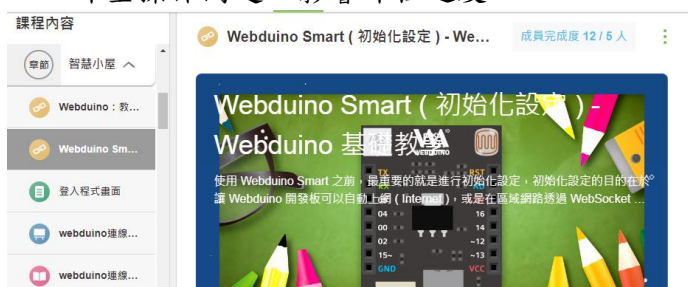 課程內容
章節 智慧小屋
Webduino：教...
Webduino Sm...
登入程式畫面
webduino連線...
webduino連線...
Webduino Smart ( 初始化設定 ) - We...
成員完成度 12 / 5 人
Webduino Smart ( 初始化設定 ) -
Webduino 基礎教學
使用 Webduino Smart 之前，最重要的就是進行初始化設定，初始化設定的目的在於
讓 Webduino 開發板可以自動上網 ( Internet )，或是在區域網路透過 WebSocket ...
TX RST
04 16
00 14
02 ~12
15~ ~13
GND VCC